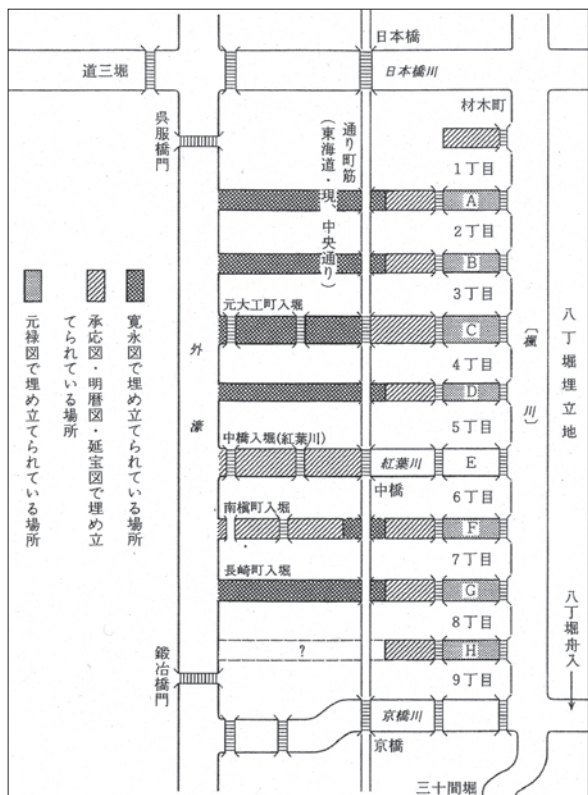 日本橋
道三堀
日本橋川
材木町
呉服橋門
通り町筋
(東海道・現、中央通り)
1丁目
A
2丁目
B
3丁目
元大工町入堀
C
4丁目
D
5丁目
中橋入堀(紅葉川)
紅葉川
E
中橋
6丁目
南槇町入堀
F
7丁目
長崎町入堀
G
8丁目
?
H
9丁目
外濠
〔楓川〕
八丁堀埋立地
八丁堀舟入
鍛冶橋門
京橋川
京橋
三十間堀
寛永図で埋め立てられている場所
承応図・明暦図・延宝図で埋め立
てられている場所
元禄図で埋め立てられている場所